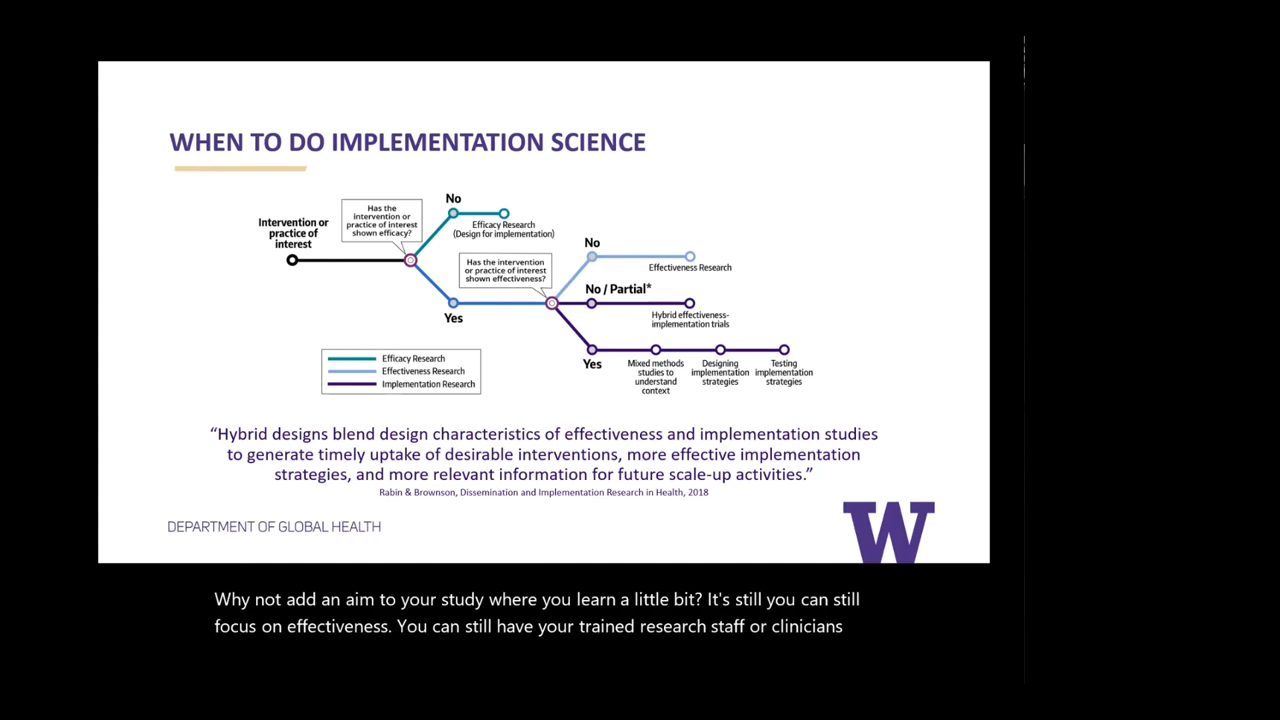 WHEN TO DO IMPLEMENTATION SCIENCE
Intervention or
practice of
interest
Has the
intervention or
practice of interest
shown efficacy?
No
Efficacy Research
(Design for implementation)
Yes
Has the intervention
or practice of interest
shown effectiveness?
No
Effectiveness Research
No / Partial*
Hybrid effectiveness-
implementation trials
Yes
Mixed methods
studies to
understand
context
Designing
implementation
strategies
Testing
implementation
strategies
Efficacy Research
Effectiveness Research
Implementation Research
“Hybrid designs blend design characteristics of effectiveness and implementation studies
to generate timely uptake of desirable interventions, more effective implementation
strategies, and more relevant information for future scale-up activities.”
Rabin & Brownson, Dissemination and Implementation Research in Health, 2018
DEPARTMENT OF GLOBAL HEALTH
W
Why not add an aim to your study where you learn a little bit? It's still you can still
focus on effectiveness. You can still have your trained research staff or clinicians